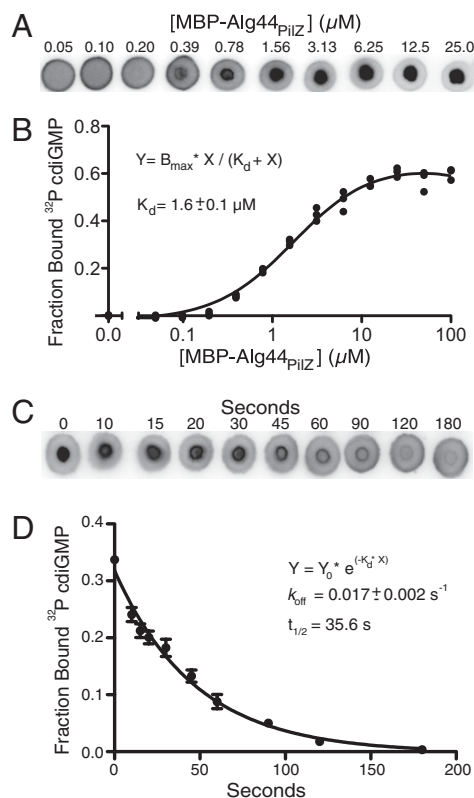 A
[MBP-Alg44PilZ] (µM)
0.05 0.10 0.20 0.39 0.78 1.56 3.13 6.25 12.5 25.0
B
Fraction Bound 32P cdiGMP
0.8
0.6
0.4
0.2
Y= Bmax* X / (Kd + X)
Kd= 1.6±0.1 µM
0.0 0.1 1 10 100
[MBP-Alg44PilZ] (µM)
C
Seconds
0 10 15 20 30 45 60 90 120 180
D
Fraction Bound 32P cdiGMP
0.4
0.3
0.2
0.1
0.0
Y = Y0* e(-Kd* X)
koff = 0.017±0.002 s-1
t1/2 = 35.6 s
0 50 100 150 200
Seconds